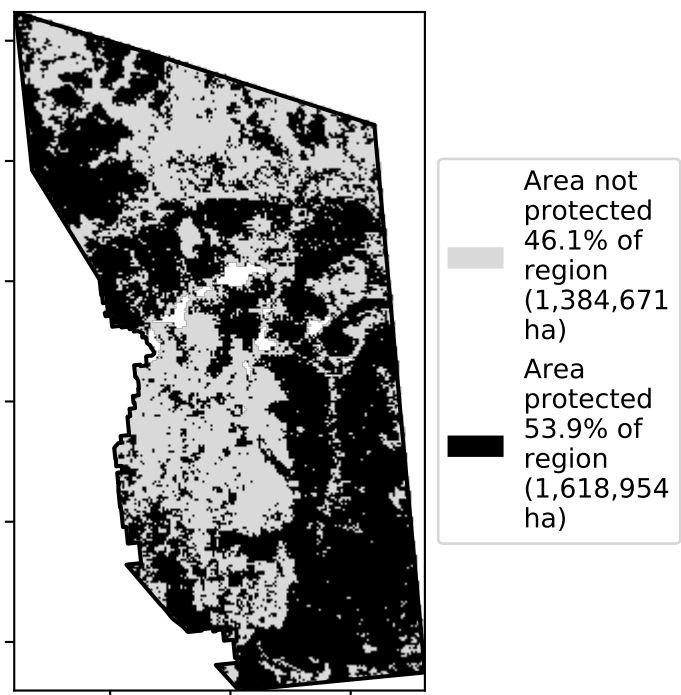 Area not
protected
46.1% of
region
(1,384,671
ha)
Area
protected
53.9% of
region
(1,618,954
ha)